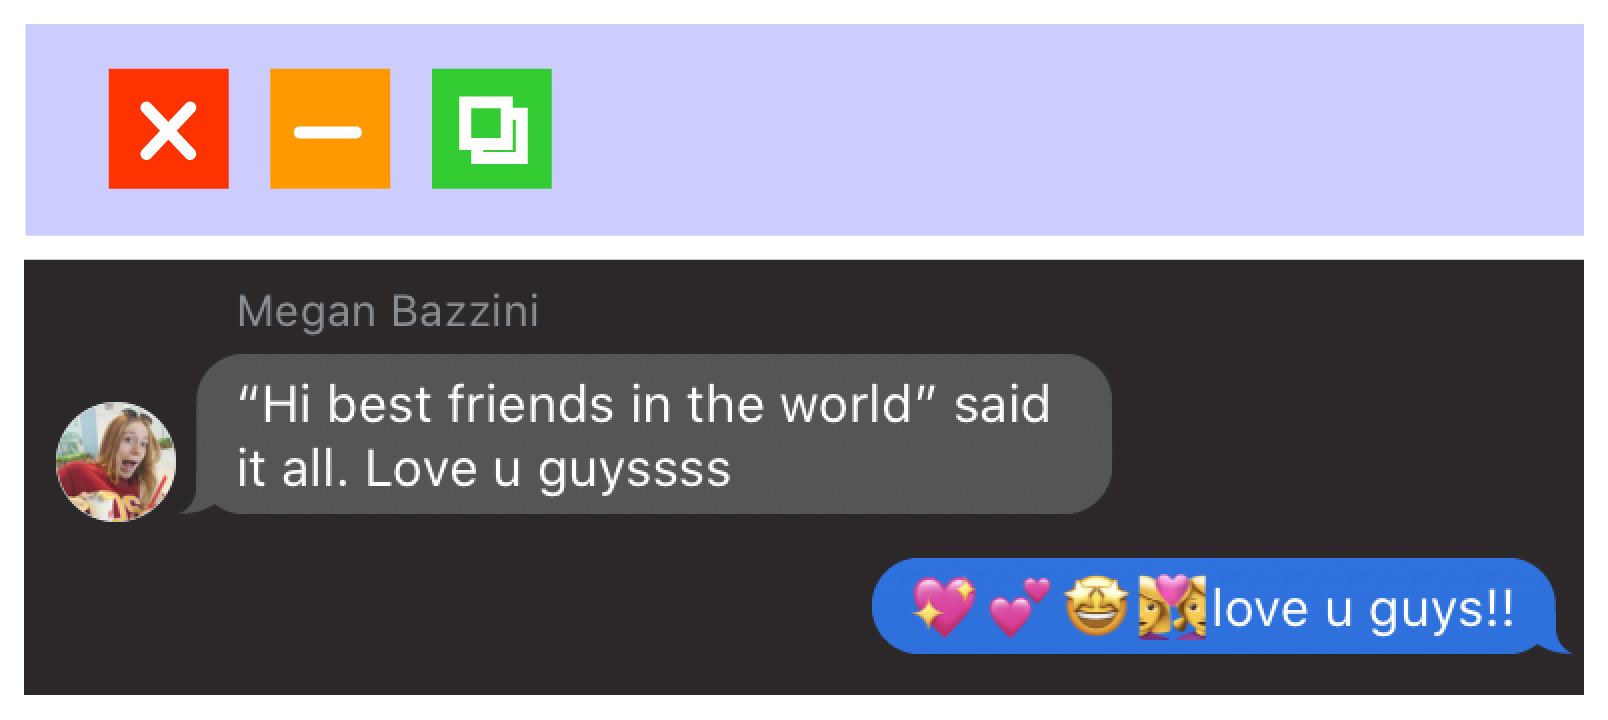 Megan Bazzini
“Hi best friends in the world” said
it all. Love u guyssss
💖 💕 🤩 👩‍❤️‍👩love u guys!!